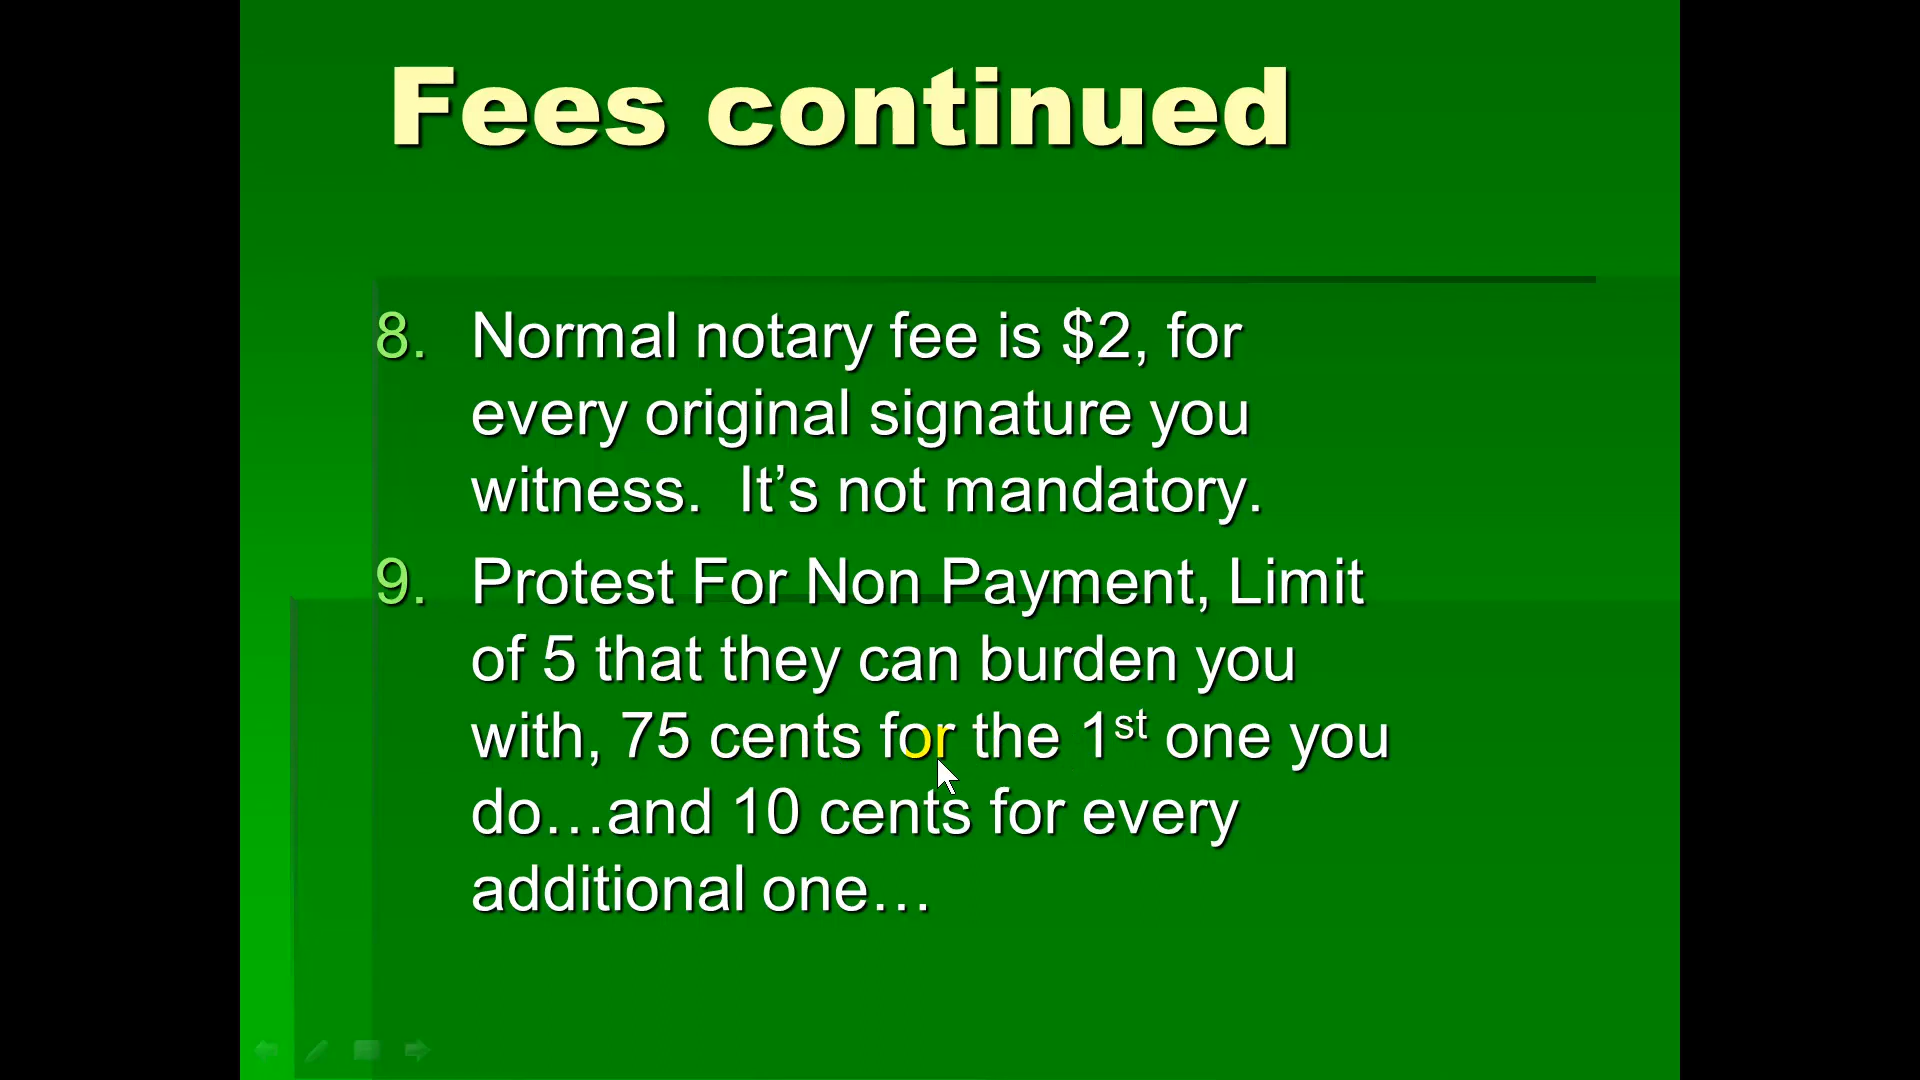 Fees continued
8. Normal notary fee is $2, for
every original signature you
witness.  It’s not mandatory.
9. Protest For Non Payment, Limit
of 5 that they can burden you
with, 75 cents for the 1st one you
do…and 10 cents for every
additional one…